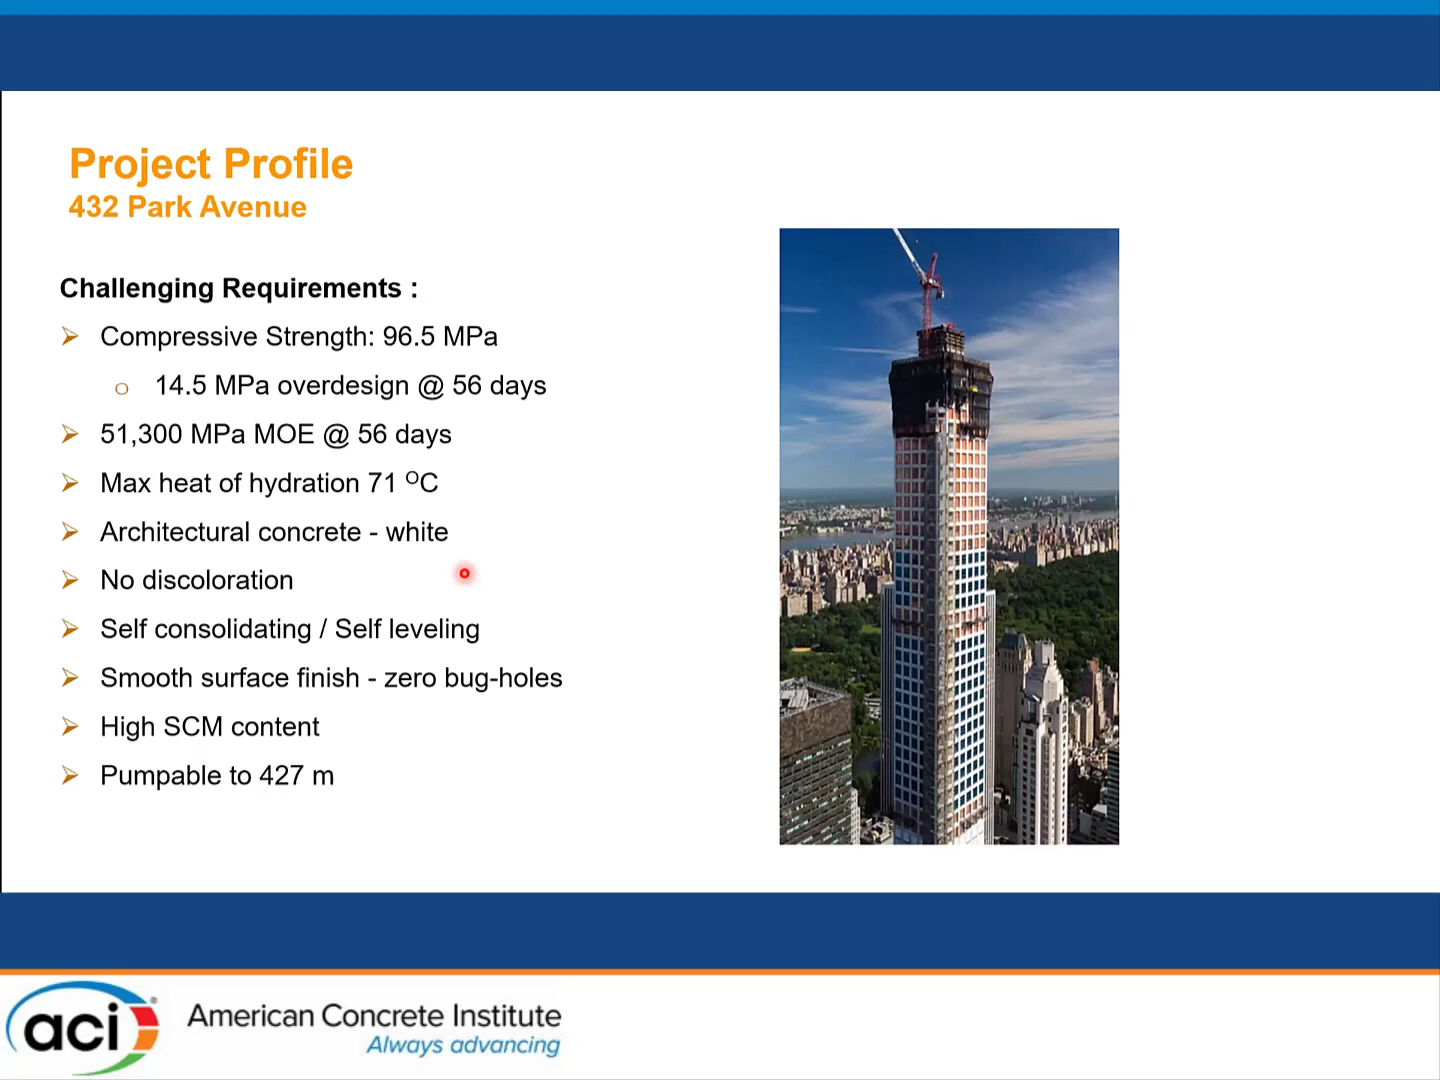 Project Profile
432 Park Avenue
Challenging Requirements :
Compressive Strength: 96.5 MPa
14.5 MPa overdesign @ 56 days
51,300 MPa MOE @ 56 days
Max heat of hydration 71 ᴼC
Architectural concrete - white
No discoloration
Self consolidating / Self leveling
Smooth surface finish - zero bug-holes
High SCM content
Pumpable to 427 m
aci®
American Concrete Institute
Always advancing